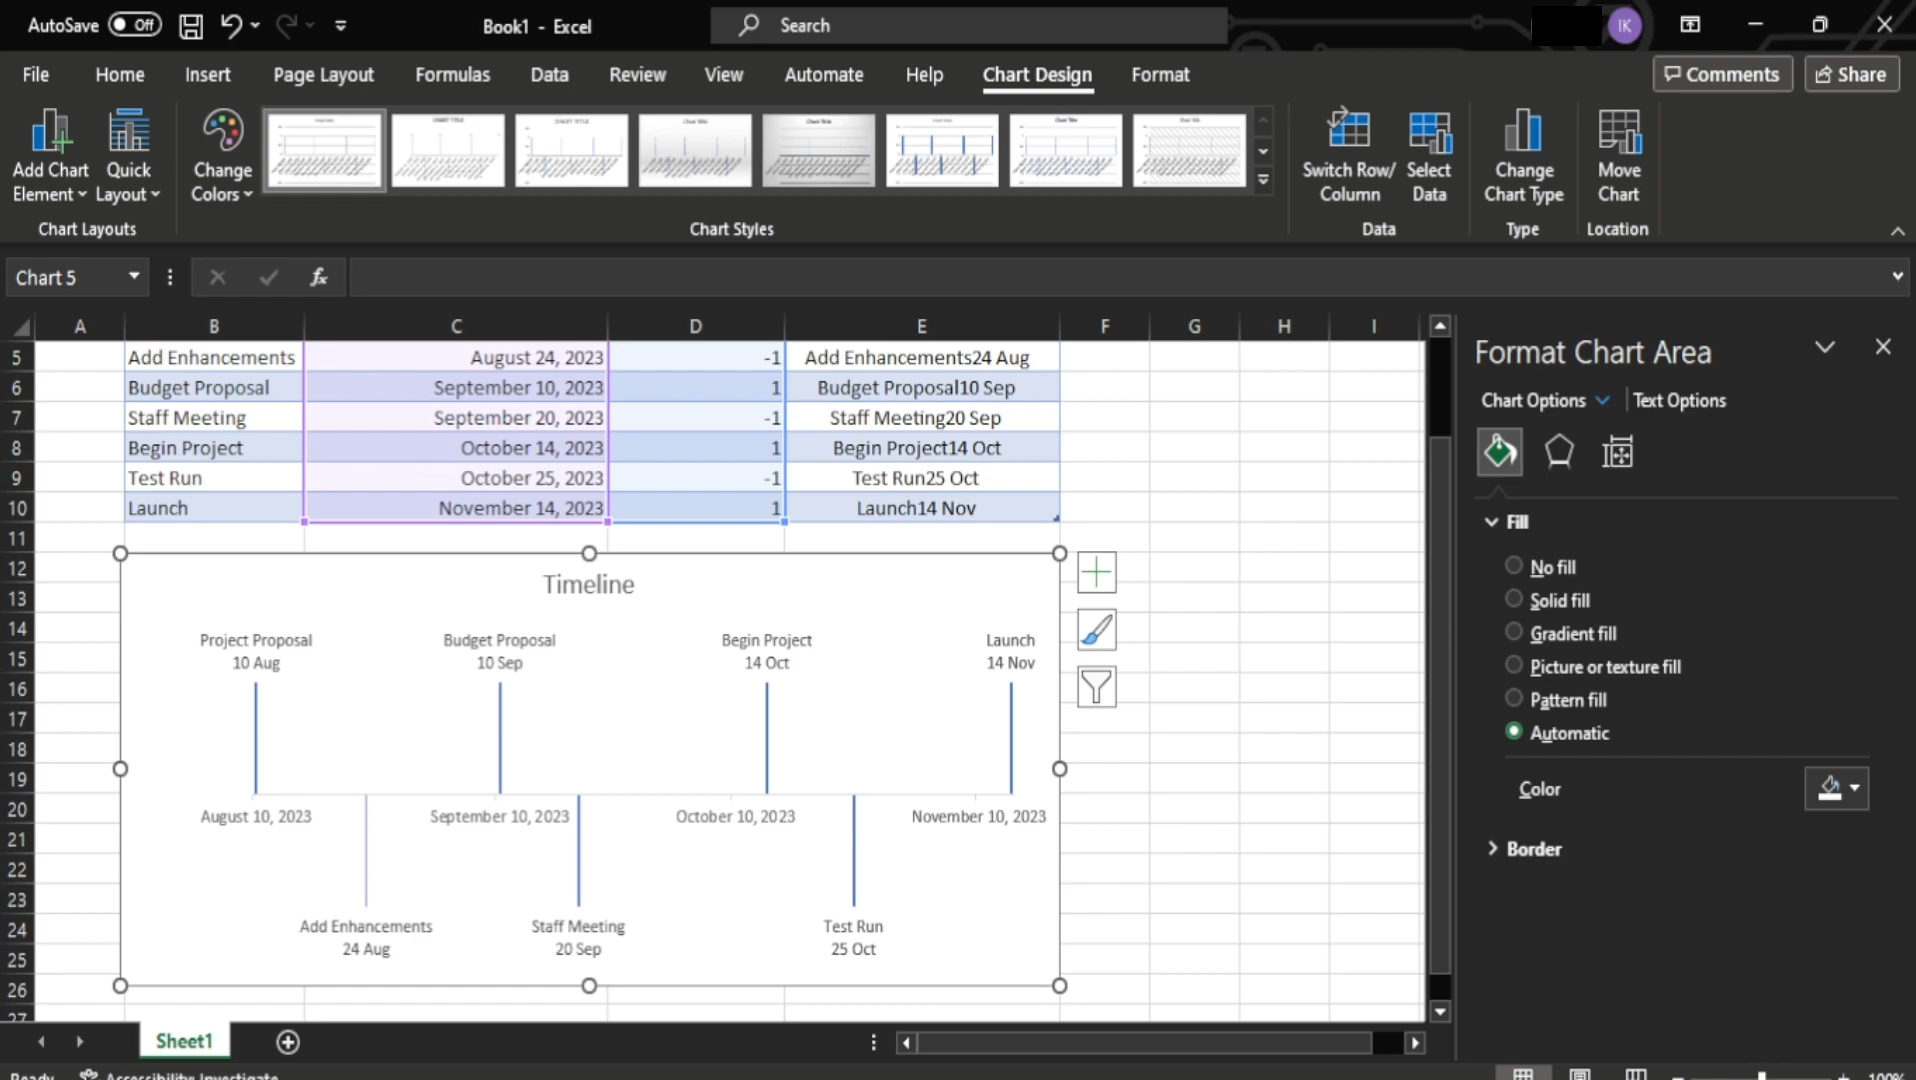 AutoSave Off Book1 - Excel Search IK
File Home Insert Page Layout Formulas Data Review View Automate Help Chart Design Format Comments Share
Add Chart Element Quick Layout
Chart Layouts
Change Colors
Chart Styles
Switch Row/ Column Select Data
Data
Change Chart Type
Type
Move Chart
Location
Chart 5 fx
A B C D E F G H I
5 Add Enhancements August 24, 2023 -1 Add Enhancements24 Aug
6 Budget Proposal September 10, 2023 1 Budget Proposal10 Sep
7 Staff Meeting September 20, 2023 -1 Staff Meeting20 Sep
8 Begin Project October 14, 2023 1 Begin Project14 Oct
9 Test Run October 25, 2023 -1 Test Run25 Oct
10 Launch November 14, 2023 1 Launch14 Nov
11
12
13
14
15
16
17
18
19
20
21
22
23
24
25
26
27
Timeline
Project Proposal Budget Proposal Begin Project Launch
10 Aug 10 Sep 14 Oct 14 Nov
August 10, 2023 September 10, 2023 October 10, 2023 November 10, 2023
Add Enhancements Staff Meeting Test Run
24 Aug 20 Sep 25 Oct
Format Chart Area
Chart Options Text Options
Fill
No fill
Solid fill
Gradient fill
Picture or texture fill
Pattern fill
Automatic
Color
Border
Sheet1
Ready Accessibility: Investigate 100%